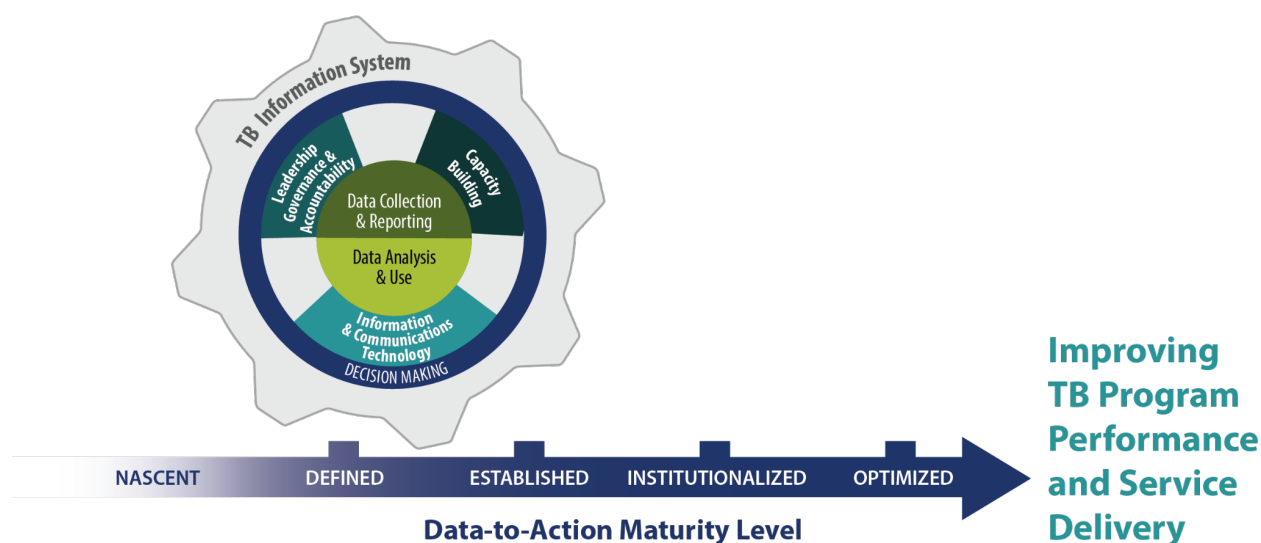 TB Information System
Leadership
Governance &
Accountability
Capacity
Building
Data Collection
& Reporting
Data Analysis
& Use
Information
& Communications
Technology
DECISION MAKING
NASCENT
DEFINED
ESTABLISHED
INSTITUTIONALIZED
OPTIMIZED
Data-to-Action Maturity Level
Improving
TB Program
Performance
and Service
Delivery